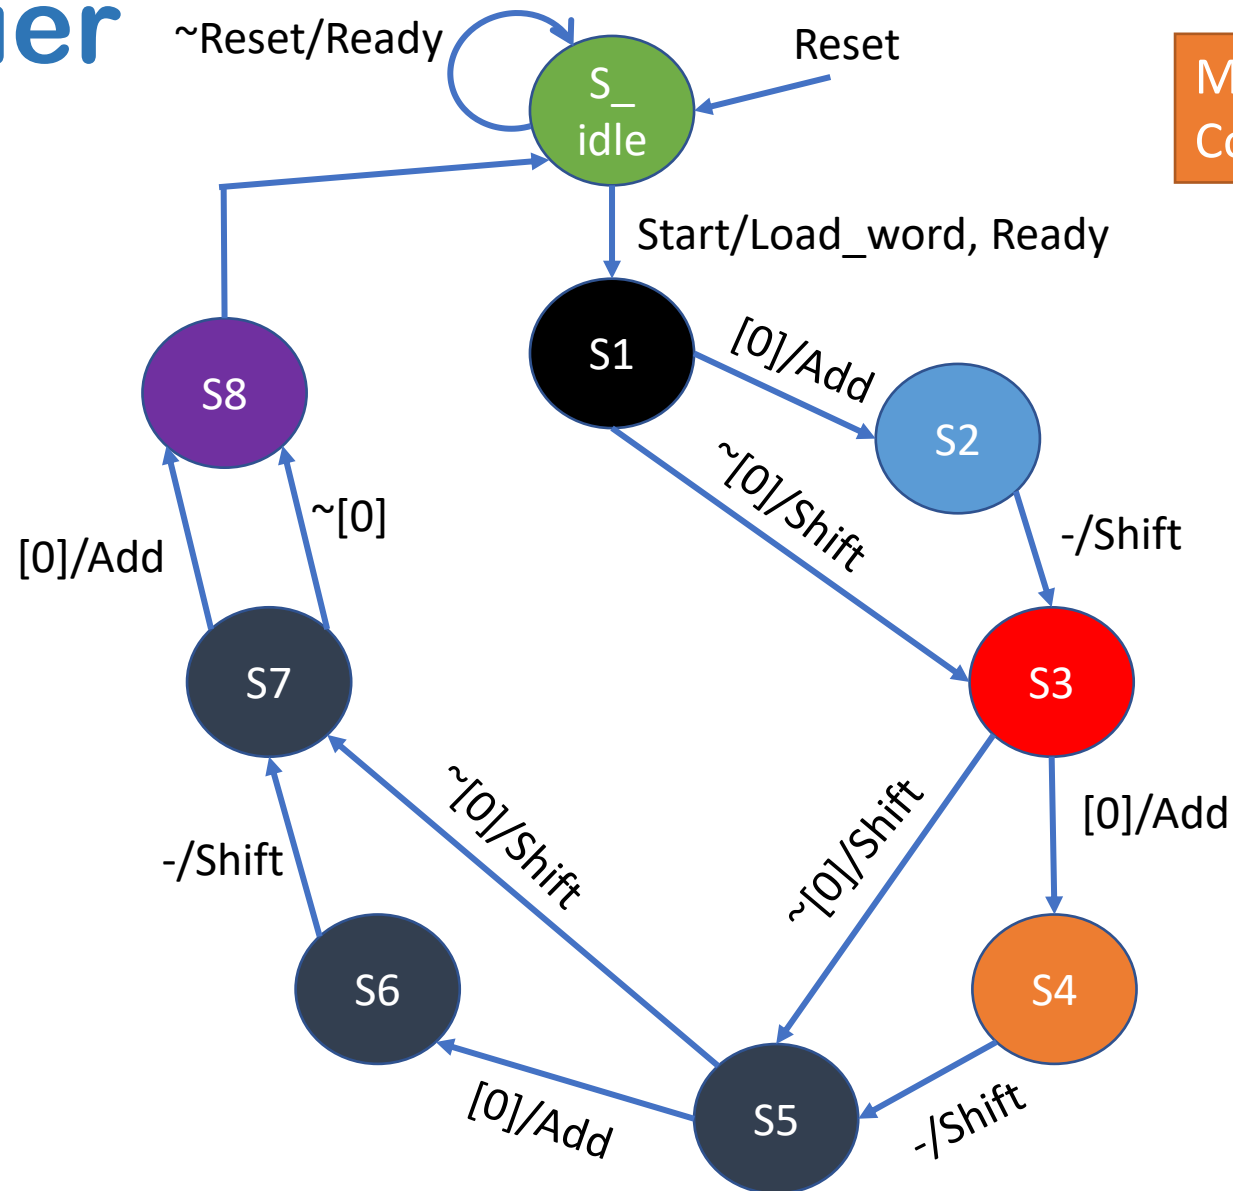 ~Reset/Ready
Reset
S_
idle
Start/Load_word, Ready
S1
[0]/Add
S2
~[0]/Shift
-/Shift
S8
~[0]
[0]/Add
S7
S3
~[0]/Shift
~[0]/Shift
[0]/Add
-/Shift
S6
S4
[0]/Add
S5
-/Shift